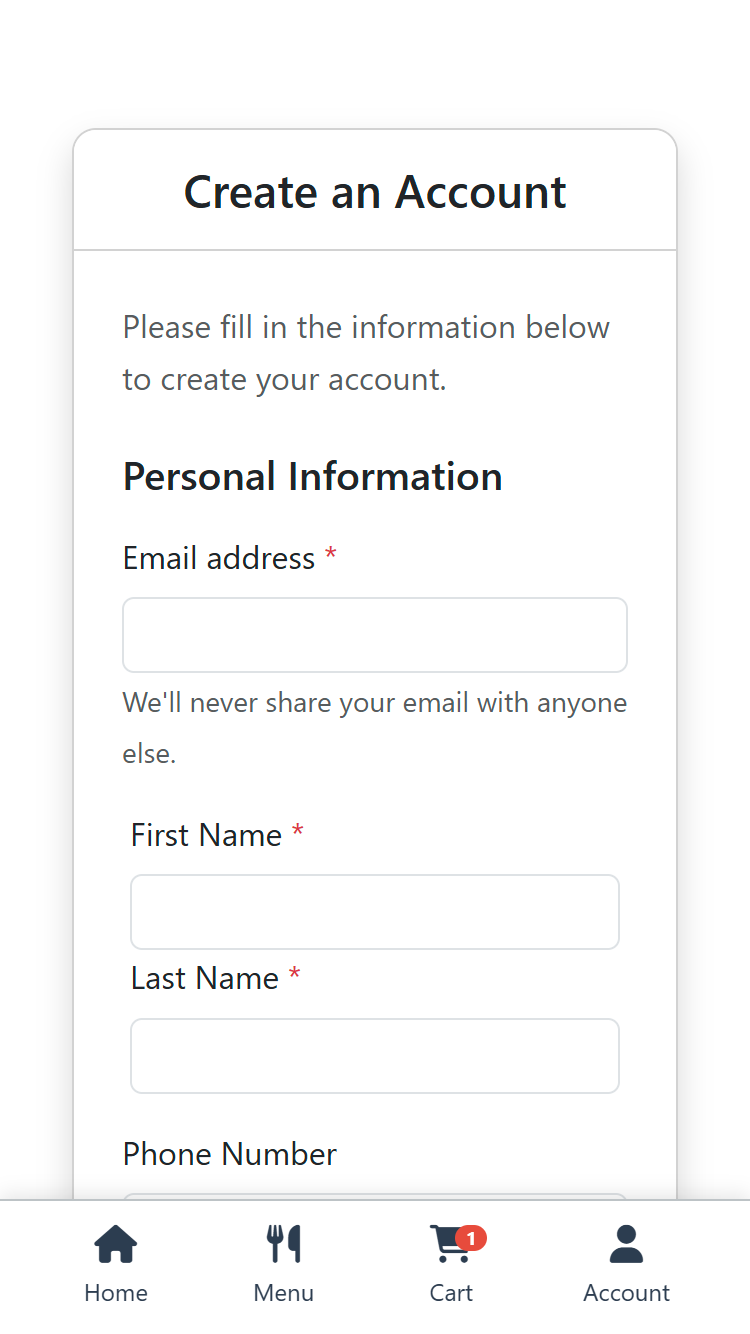 Create an Account
Please fill in the information below
to create your account.
Personal Information
Email address *
We'll never share your email with anyone
else.
First Name *
Last Name *
Phone Number
1
Home
Menu
Cart
Account